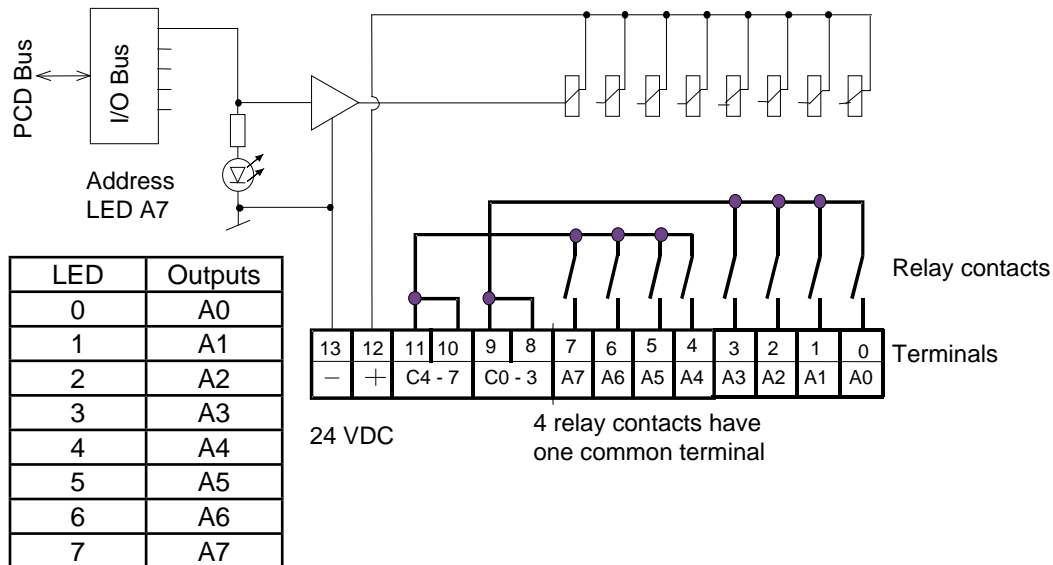 PCD Bus
I/O Bus
Address
LED A7
Relay contacts
13 12 11 10 9 8 7 6 5 4 3 2 1 0
Terminals
− + C4 - 7 C0 - 3 A7 A6 A5 A4 A3 A2 A1 A0
24 VDC
4 relay contacts have
one common terminal
LED Outputs
0 A0
1 A1
2 A2
3 A3
4 A4
5 A5
6 A6
7 A7